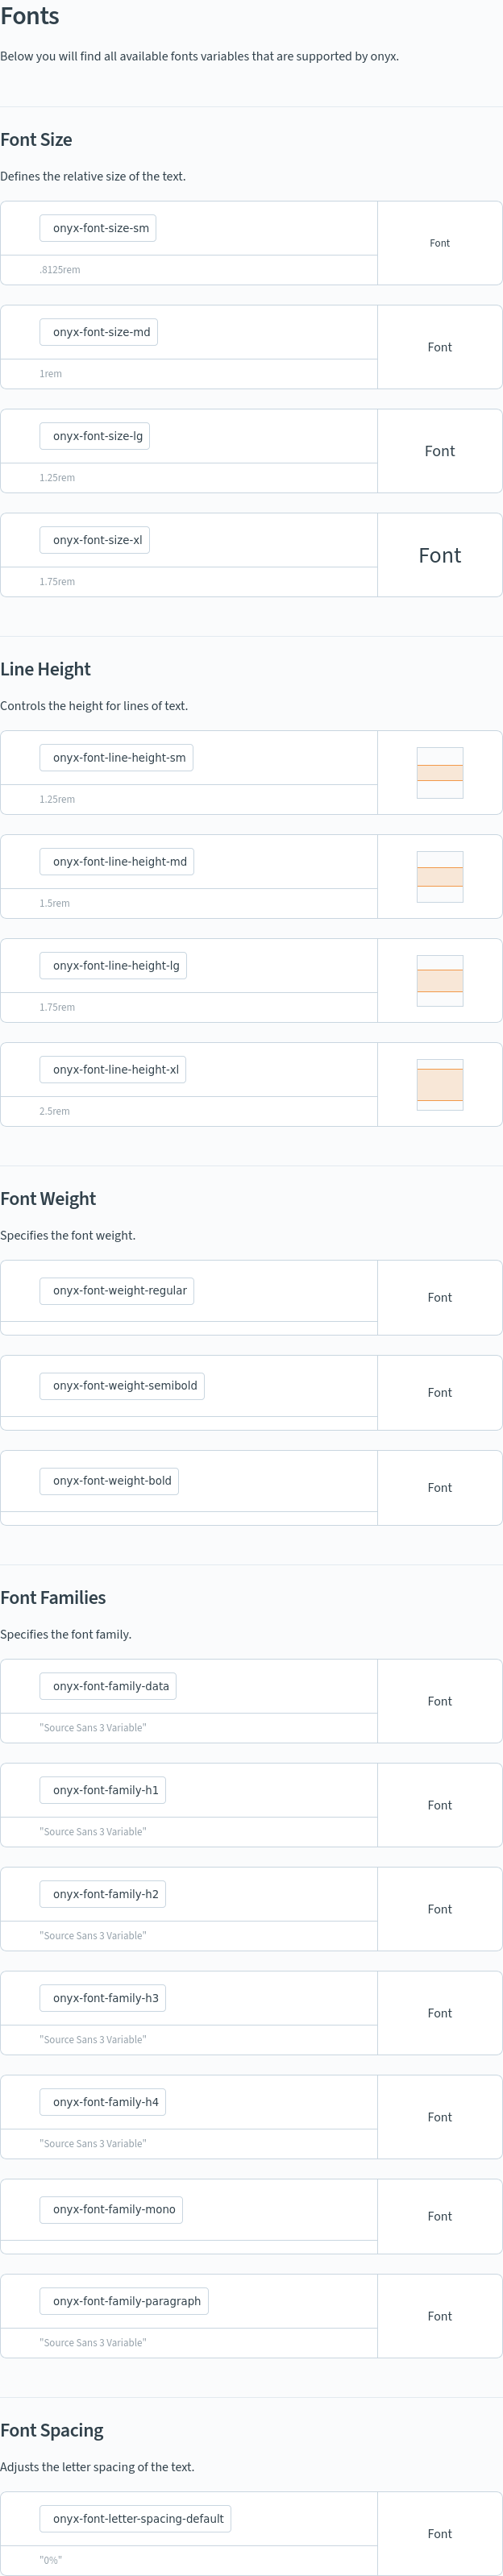 Fonts
Below you will find all available fonts variables that are supported by onyx.
Font Size
Defines the relative size of the text.
onyx-font-size-sm
Font
.8125rem
onyx-font-size-md
Font
1rem
onyx-font-size-lg
Font
1.25rem
onyx-font-size-xl
Font
1.75rem
Line Height
Controls the height for lines of text.
onyx-font-line-height-sm
1.25rem
onyx-font-line-height-md
1.5rem
onyx-font-line-height-lg
1.75rem
onyx-font-line-height-xl
2.5rem
Font Weight
Specifies the font weight.
onyx-font-weight-regular
Font
onyx-font-weight-semibold
Font
onyx-font-weight-bold
Font
Font Families
Specifies the font family.
onyx-font-family-data
Font
"Source Sans 3 Variable"
onyx-font-family-h1
Font
"Source Sans 3 Variable"
onyx-font-family-h2
Font
"Source Sans 3 Variable"
onyx-font-family-h3
Font
"Source Sans 3 Variable"
onyx-font-family-h4
Font
"Source Sans 3 Variable"
onyx-font-family-mono
Font
onyx-font-family-paragraph
Font
"Source Sans 3 Variable"
Font Spacing
Adjusts the letter spacing of the text.
onyx-font-letter-spacing-default
Font
"0%"